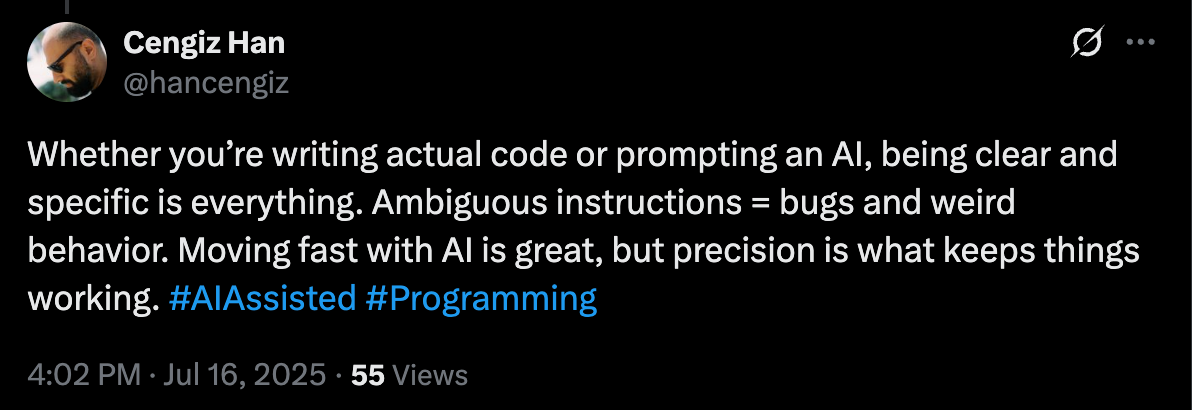 Cengiz Han
@hancengiz
Whether you’re writing actual code or prompting an AI, being clear and
specific is everything. Ambiguous instructions = bugs and weird
behavior. Moving fast with AI is great, but precision is what keeps things
working. #AIAssisted #Programming
4:02 PM · Jul 16, 2025 · 55 Views